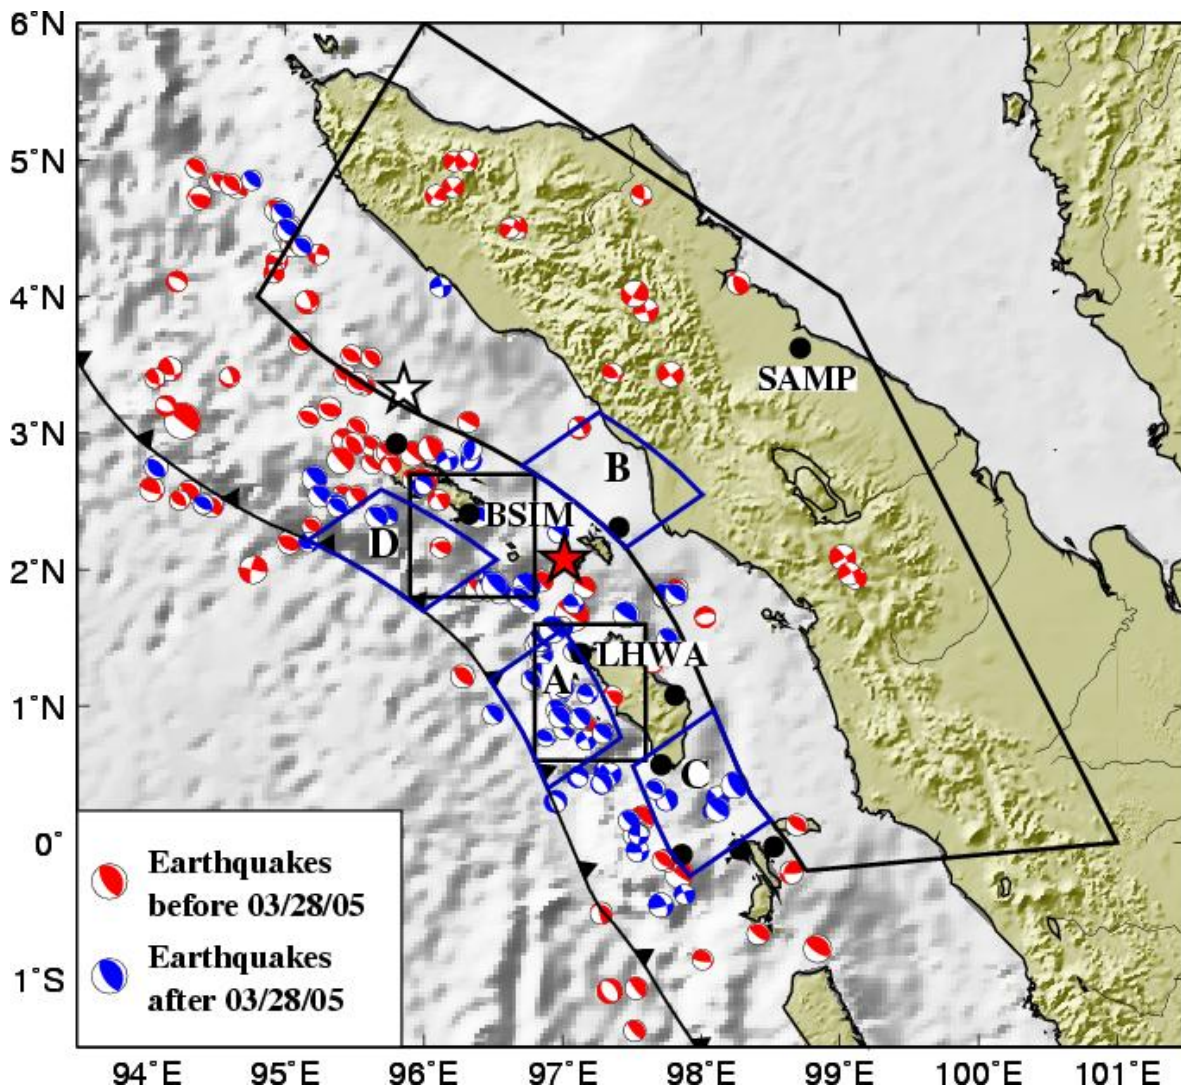 6°N
5°N
4°N
SAMP
3°N
B
BSIM
D
2°N
LHWA
A
1°N
C
0°
Earthquakes
before 03/28/05
Earthquakes
after 03/28/05
1°S
94°E 95°E 96°E 97°E 98°E 99°E 100°E 101°E